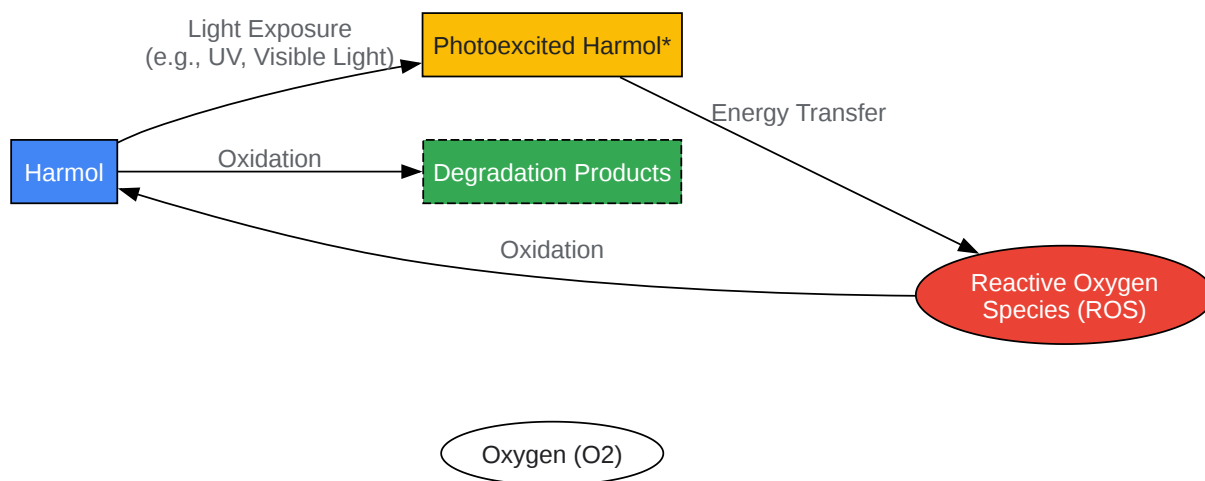 Light Exposure
(e.g., UV, Visible Light)
Photoexcited Harmol*
Energy Transfer
Harmol
Oxidation
Degradation Products
Oxidation
Reactive Oxygen
Species (ROS)
Oxygen (O2)